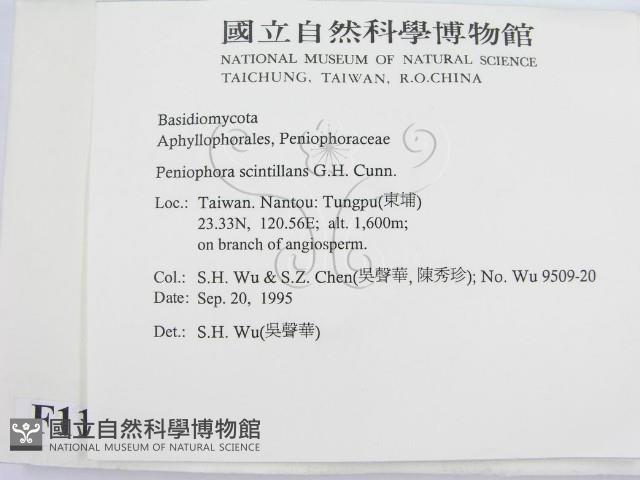 國立自然科學博物館
NATIONAL MUSEUM OF NATURAL SCIENCE
TAICHUNG, TAIWAN, R.O.CHINA
Basidiomycota
Aphyllophorales, Peniophoraceae
Peniophora scintillans G.H. Cunn.
Loc.: Taiwan. Nantou: Tungpu(東埔)
23.33N, 120.56E; alt. 1,600m;
on branch of angiosperm.
Col.: S.H. Wu & S.Z. Chen(吳聲華, 陳秀珍); No. Wu 9509-20
Date: Sep. 20, 1995
Det.: S.H. Wu(吳聲華)
F11
國立自然科學博物館
NATIONAL MUSEUM OF NATURAL SCIENCE